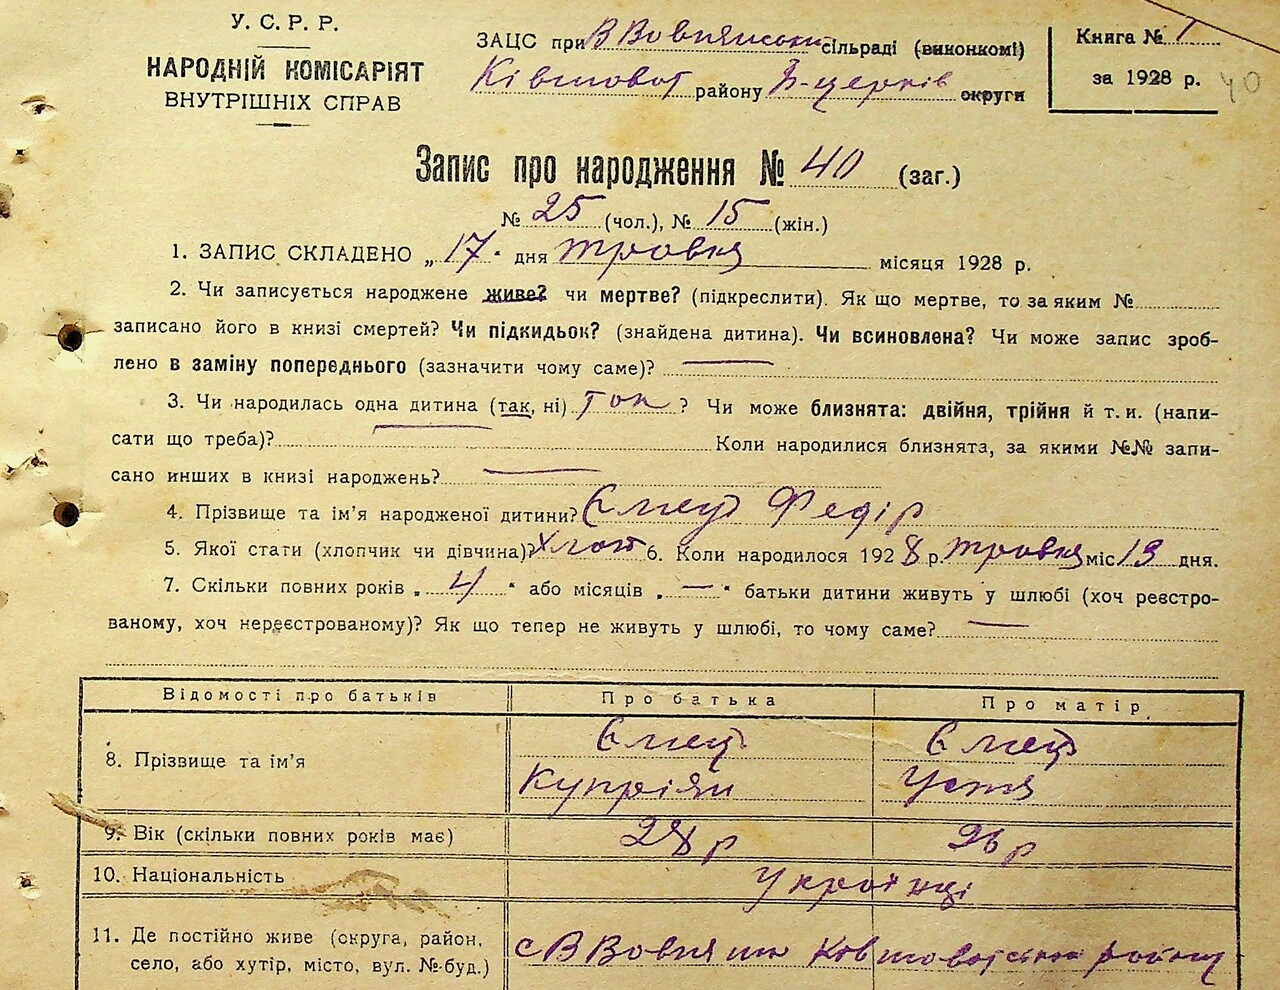 У. С. Р. Р.
НАРОДНІЙ КОМІСАРІЯТ
ВНУТРІШНІХ СПРАВ
ЗАЦС при В Вовнянськ сільраді (виконкомі)
району Б-церків округи
Книга № 1
за 1928 р.
40
Запис про народження № 40 (заг.)
№ 25 (чол.), № 15 (жін.)
1. ЗАПИС СКЛАДЕНО „17" дня травня місяця 1928 р.
2. Чи записується народжене живе? чи мертве? (підкреслити). Як що мертве, то за яким №
записано його в книзі смертей? Чи підкидьок? (знайдена дитина). Чи всиновлена? Чи може запис зроб-
лено в заміну попереднього (зазначити чому саме)? —
3. Чи народилась одна дитина (так, ні) так ? Чи може близнята: двійня, трійня й т. и. (напи-
сати що треба)? Коли народилися близнята, за якими №№ запи-
сано инших в книзі народжень? —
4. Прізвище та ім'я народженої дитини? Ємець Федір
5. Якої стати (хлопчик чи дівчина)? хлоп 6. Коли народилося 1928 р. травня міс 13 дня.
7. Скільки повних років „4" або місяців „—" батьки дитини живуть у шлюбі (хоч реєстро-
ваному, хоч нереєстрованому)? Як що тепер не живуть у шлюбі, то чому саме? —
Відомості про батьків Про батька Про матір
8. Прізвище та ім'я Ємець Ємець
Купріян Устя
9. Вік (скільки повних років має) 28 р 26 р
10. Національність Українці
11. Де постійно живе (округа, район,
село, або хутір, місто, вул. №-буд.) с В Вовнянка району